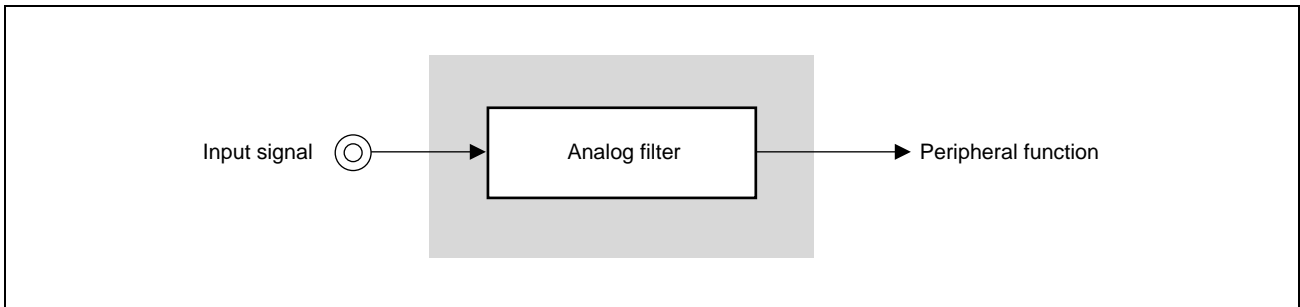 Input signal
Analog filter
Peripheral function